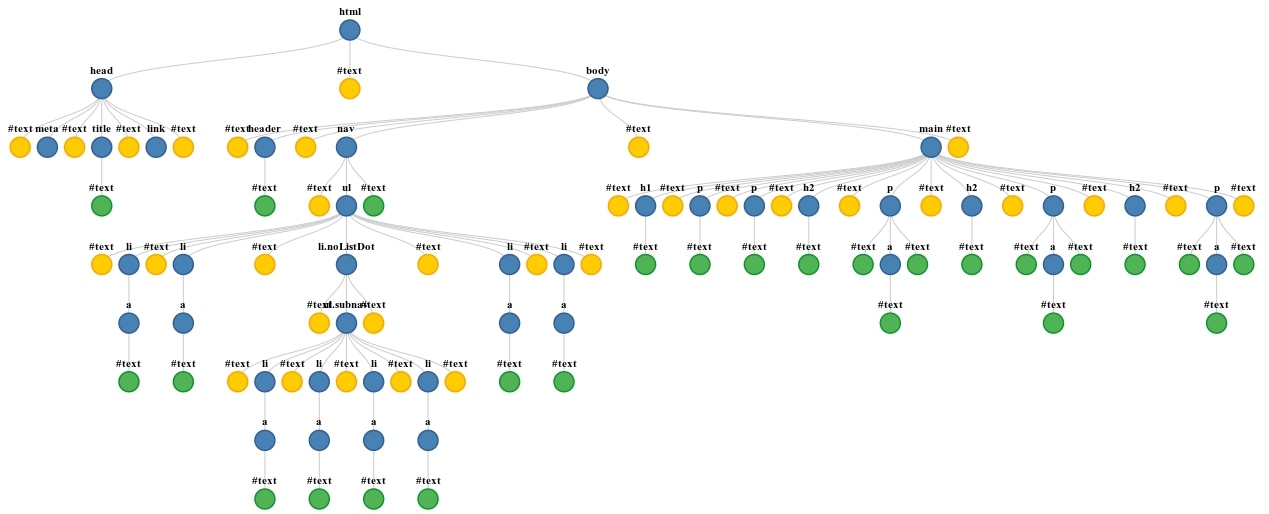 html
head #text body
#text meta #text title #text link #text #text header #text nav #text main #text
#text #text #text ul #text #text h1 #text p #text p #text h2 #text p #text h2 #text p #text h2 #text p #text
#text li #text li #text li.noListDot #text li #text li #text #text #text #text #text #text a #text #text #text a #text #text #text a #text
a a #text ul.subnav #text a a #text #text #text
#text #text #text li #text li #text li #text li #text #text #text
a a a a
#text #text #text #text